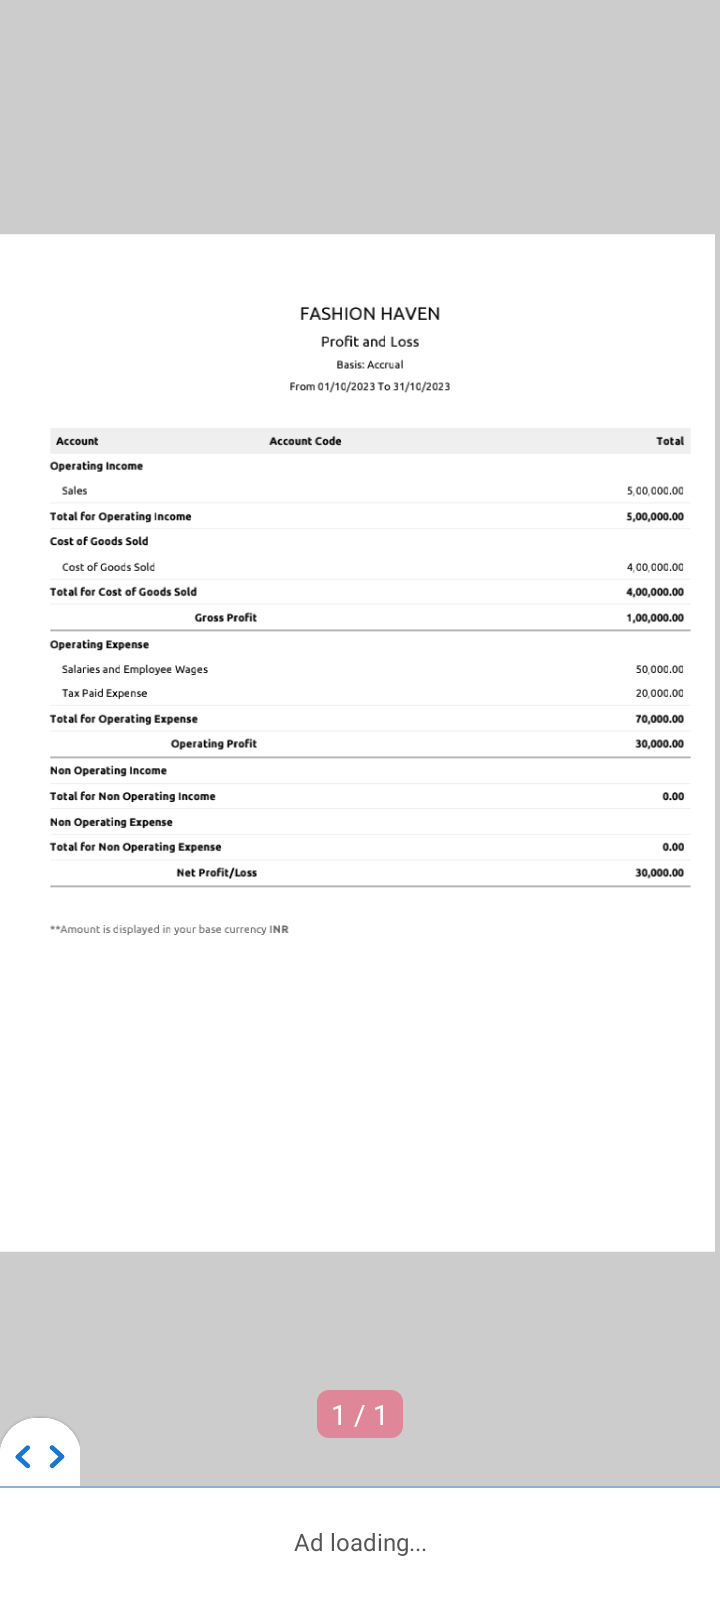 FASHION HAVEN
Profit and Loss
Basis: Accrual
From 01/10/2023 To 31/10/2023
Account Account Code Total
Operating Income
Sales 5,00,000.00
Total for Operating Income 5,00,000.00
Cost of Goods Sold
Cost of Goods Sold 4,00,000.00
Total for Cost of Goods Sold 4,00,000.00
Gross Profit 1,00,000.00
Operating Expense
Salaries and Employee Wages 50,000.00
Tax Paid Expense 20,000.00
Total for Operating Expense 70,000.00
Operating Profit 30,000.00
Non Operating Income
Total for Non Operating Income 0.00
Non Operating Expense
Total for Non Operating Expense 0.00
Net Profit/Loss 30,000.00
**Amount is displayed in your base currency INR
1 / 1
Ad loading...